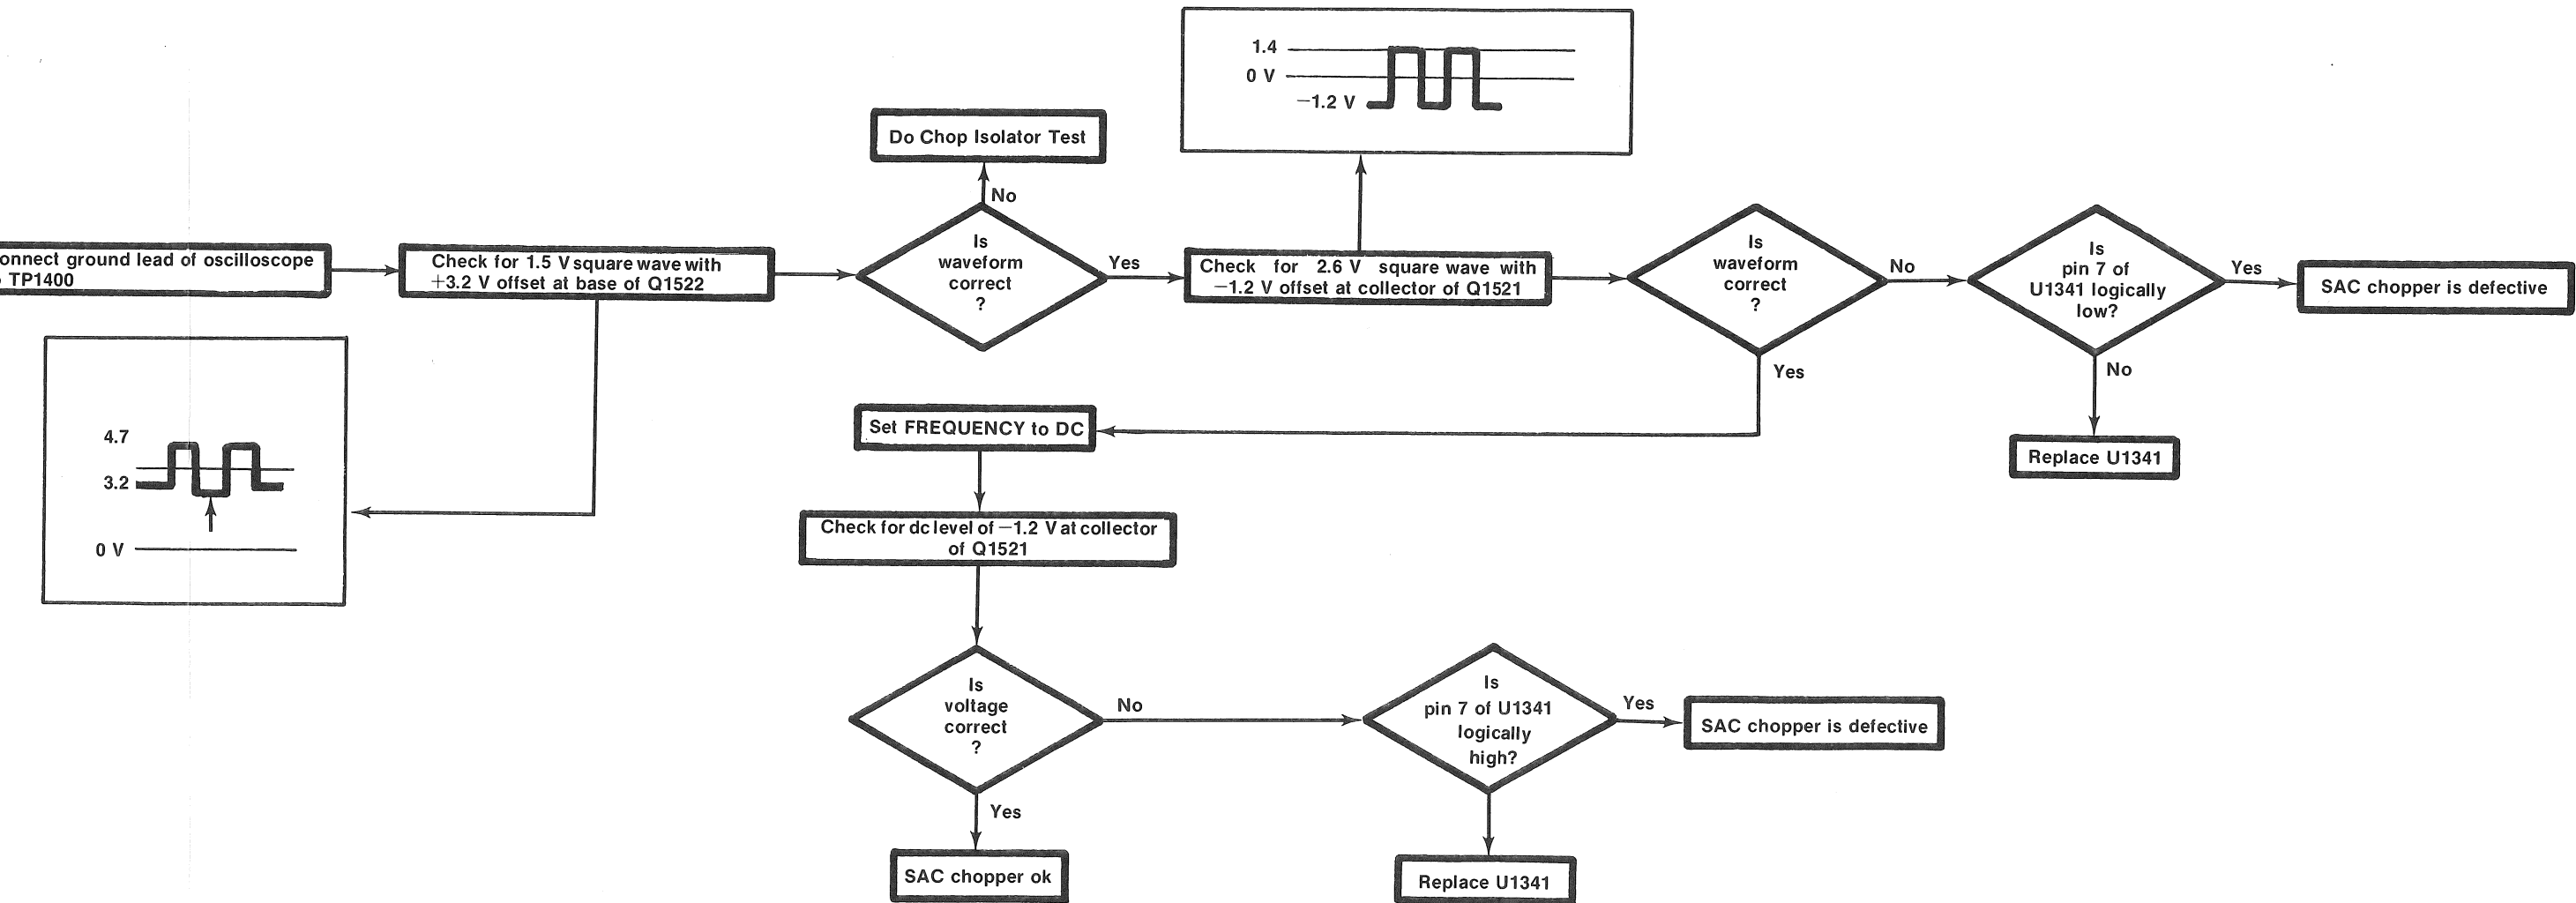 1.4
0 V
−1.2 V
Do Chop Isolator Test
No
onnect ground lead of oscilloscope
TP1400
Check for 1.5 V square wave with
+3.2 V offset at base of Q1522
Is
waveform
correct
?
Yes
Check for 2.6 V square wave with
−1.2 V offset at collector of Q1521
Is
waveform
correct
?
No
Is
pin 7 of
U1341 logically
low?
Yes
SAC chopper is defective
Yes
No
Replace U1341
4.7
3.2
0 V
Set FREQUENCY to DC
Check for dc level of −1.2 V at collector
of Q1521
Is
voltage
correct
?
No
Is
pin 7 of U1341
logically
high?
Yes
SAC chopper is defective
Yes
SAC chopper ok
Replace U1341